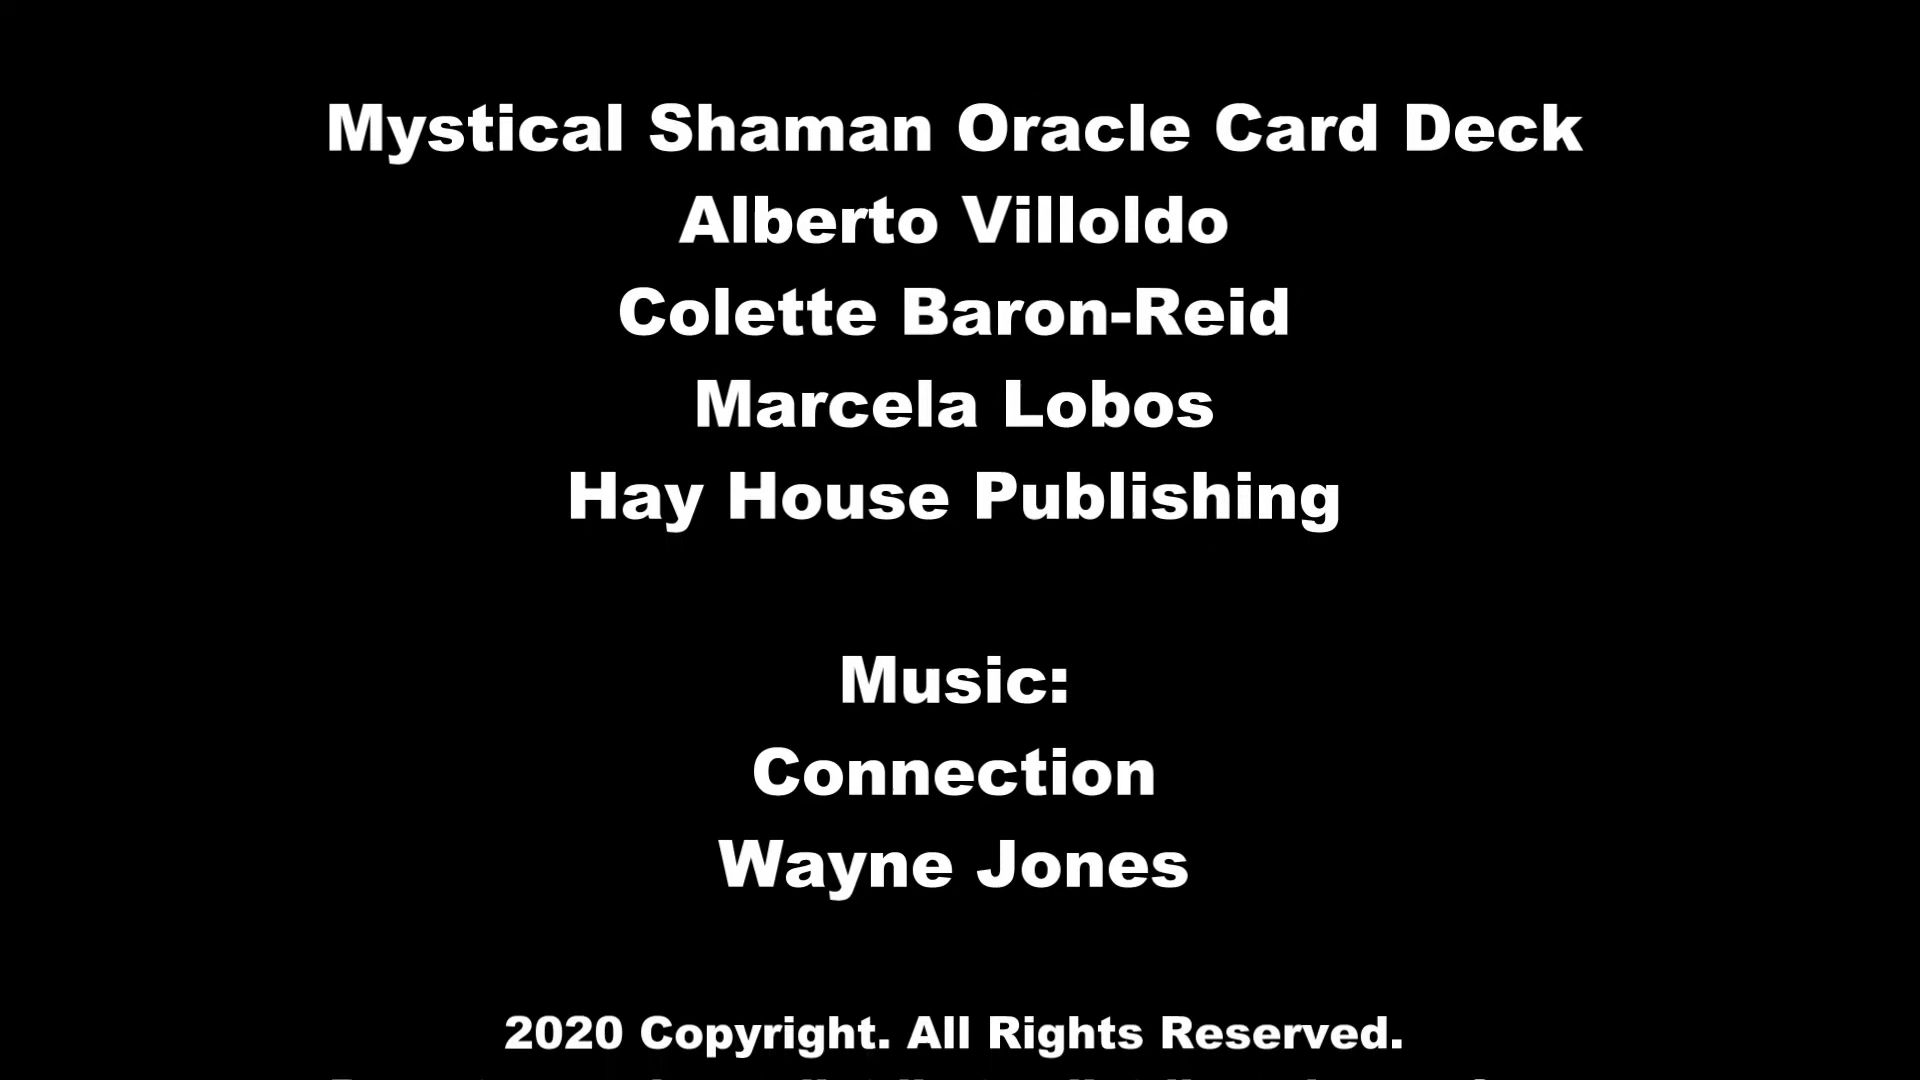 Mystical Shaman Oracle Card Deck
Alberto Villoldo
Colette Baron-Reid
Marcela Lobos
Hay House Publishing
Music:
Connection
Wayne Jones
2020 Copyright. All Rights Reserved.